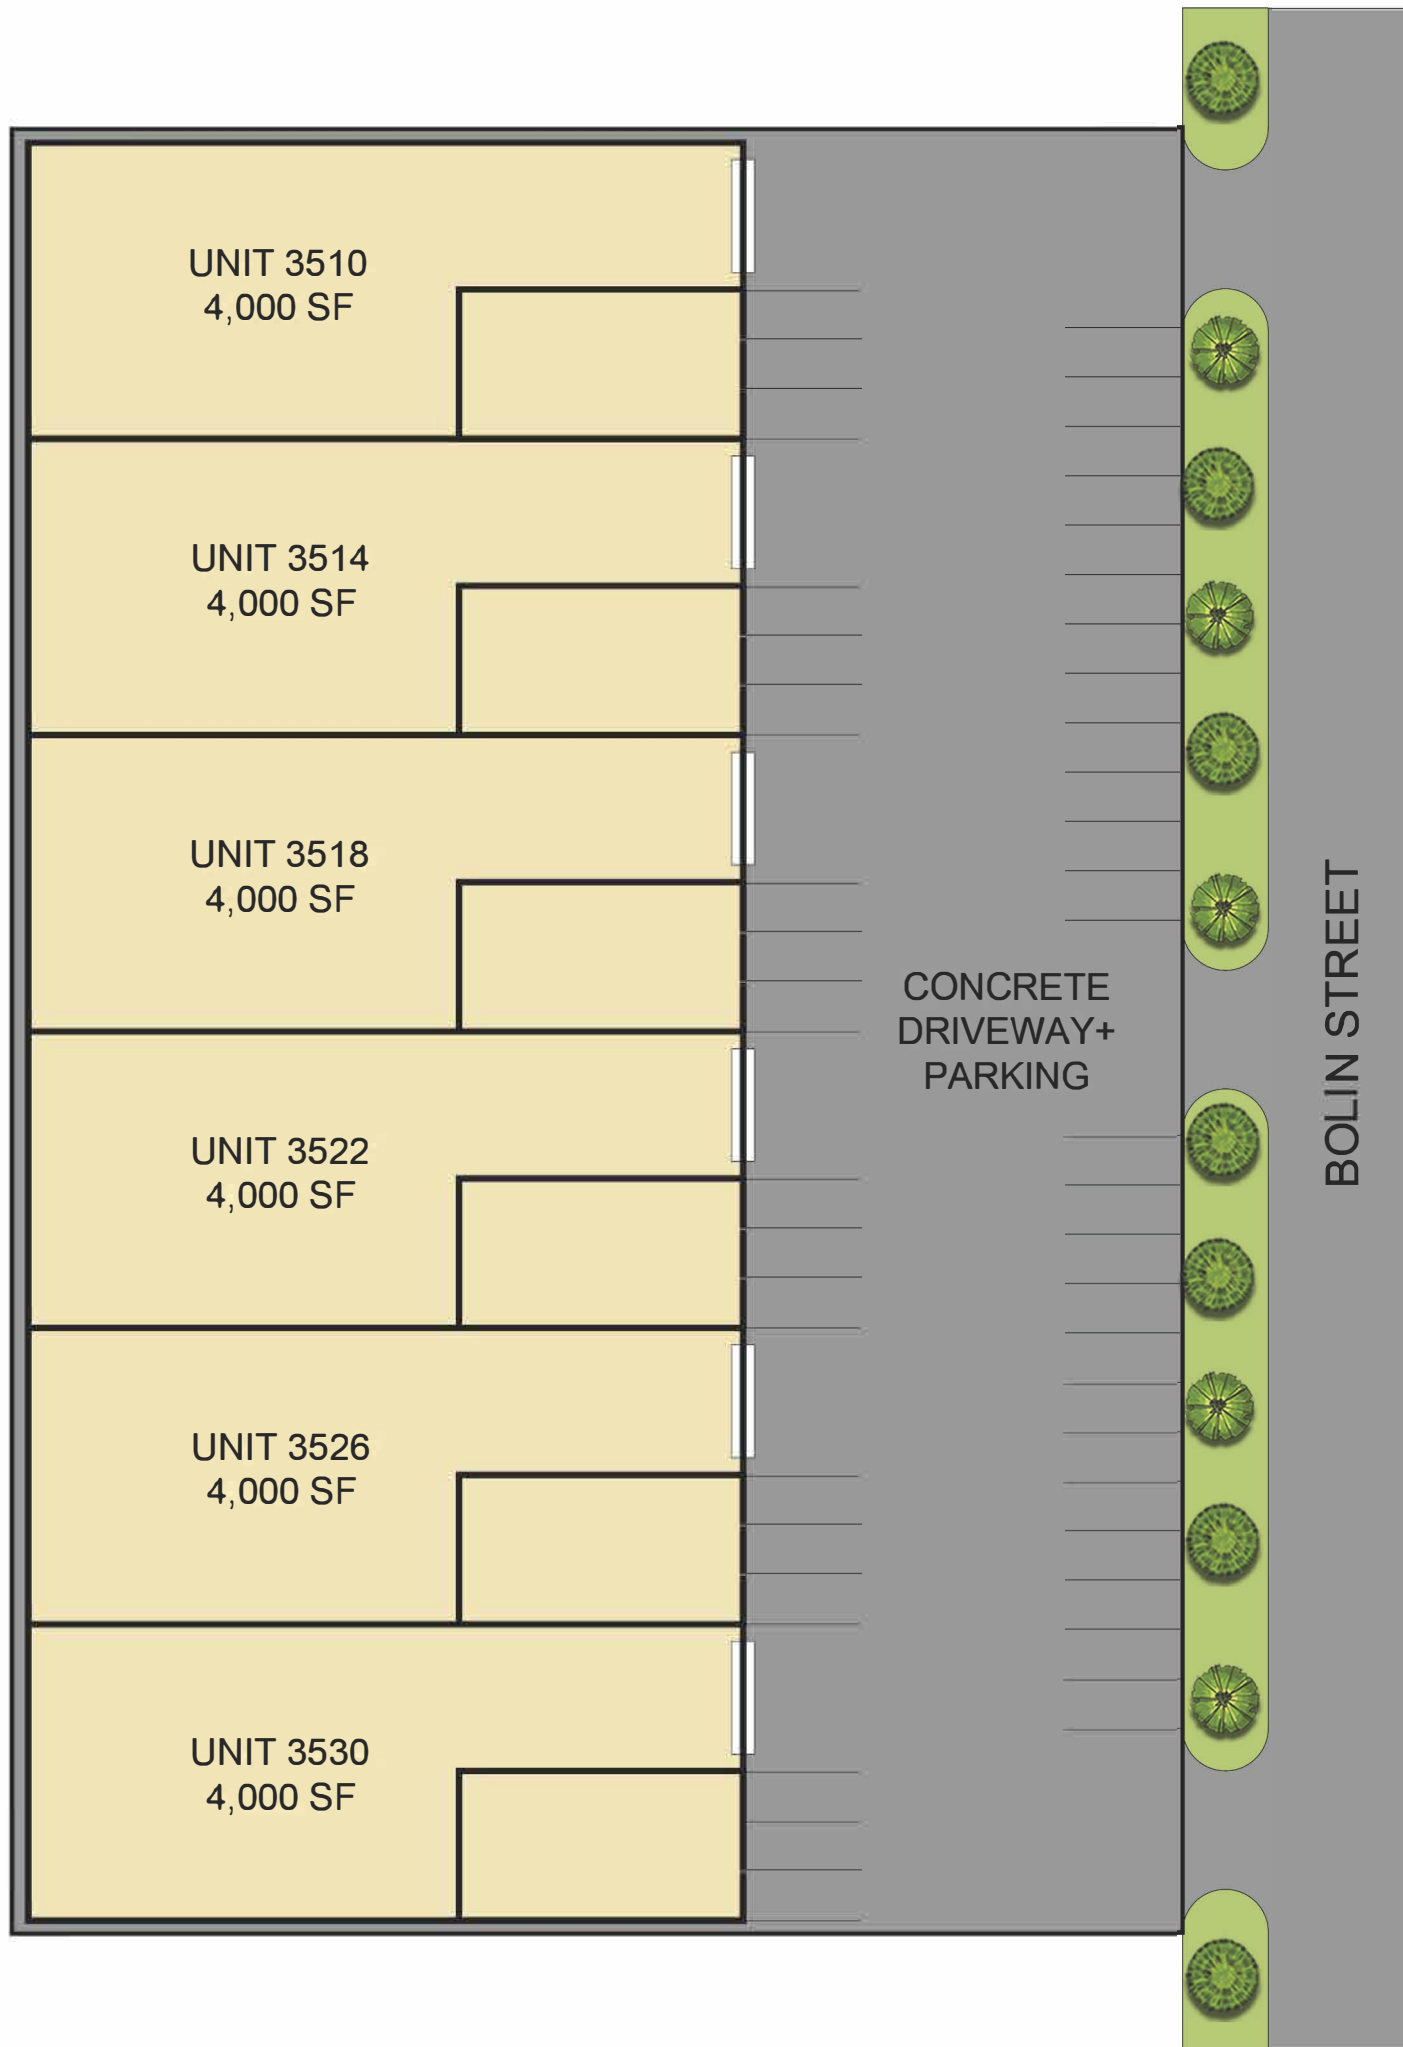 UNIT 3510
4,000 SF
UNIT 3514
4,000 SF
UNIT 3518
4,000 SF
UNIT 3522
4,000 SF
UNIT 3526
4,000 SF
UNIT 3530
4,000 SF
CONCRETE
DRIVEWAY+
PARKING
BOLIN STREET